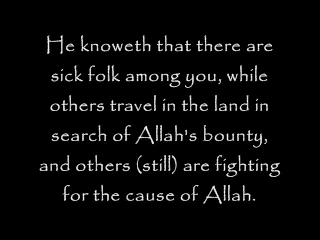 He knoweth that there are
sick folk among you, while
others travel in the land in
search of Allah's bounty,
and others (still) are fighting
for the cause of Allah.